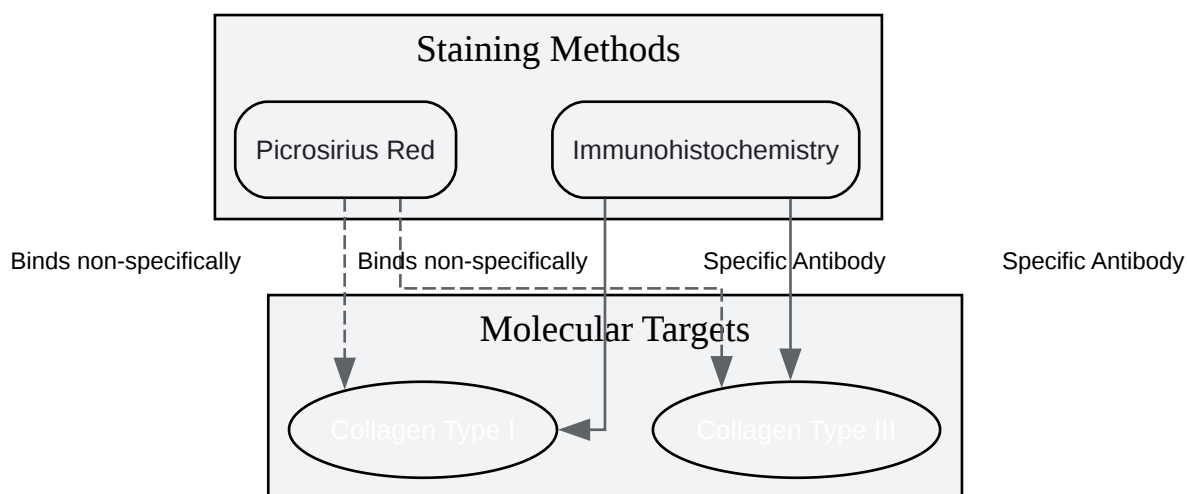 Staining Methods
Picrosirius Red
Immunohistochemistry
Binds non-specifically
Binds non-specifically
Specific Antibody
Specific Antibody
Molecular Targets
Collagen Type I
Collagen Type III